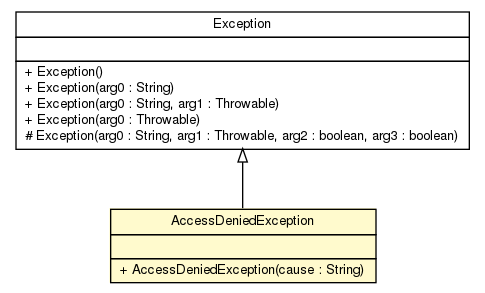 Exception
+ Exception()
+ Exception(arg0 : String)
+ Exception(arg0 : String, arg1 : Throwable)
+ Exception(arg0 : Throwable)
# Exception(arg0 : String, arg1 : Throwable, arg2 : boolean, arg3 : boolean)
AccessDeniedException
+ AccessDeniedException(cause : String)